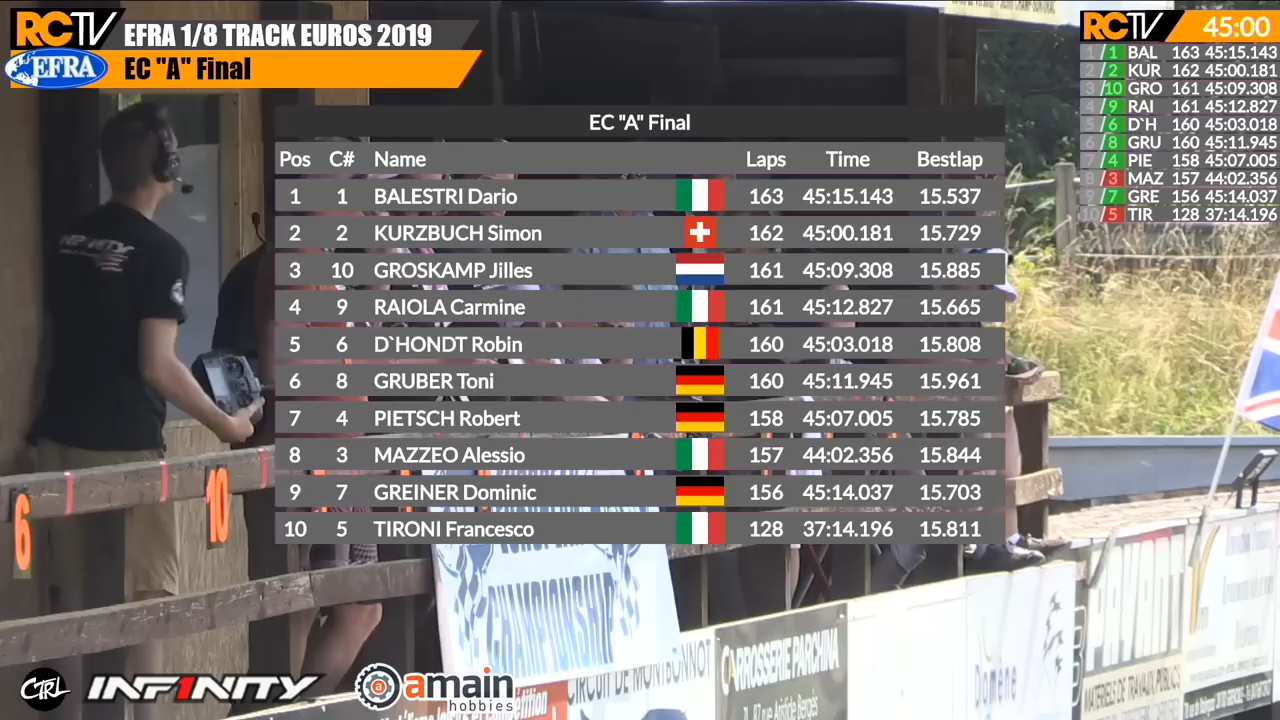 RCTV EFRA 1/8 TRACK EUROS 2019
EFRA EC "A" Final
RCTV 45:00
1/1 BAL 163 45:15.143
2/2 KUR 162 45:00.181
3/10 GRO 161 45:09.308
4/9 RAI 161 45:12.827
5/6 D`H 160 45:03.018
6/8 GRU 160 45:11.945
7/4 PIE 158 45:07.005
8/3 MAZ 157 44:02.356
9/7 GRE 156 45:14.037
10/5 TIR 128 37:14.196
EC "A" Final
Pos C# Name Laps Time Bestlap
1 1 BALESTRI Dario 163 45:15.143 15.537
2 2 KURZBUCH Simon 162 45:00.181 15.729
3 10 GROSKAMP Jilles 161 45:09.308 15.885
4 9 RAIOLA Carmine 161 45:12.827 15.665
5 6 D`HONDT Robin 160 45:03.018 15.808
6 8 GRUBER Toni 160 45:11.945 15.961
7 4 PIETSCH Robert 158 45:07.005 15.785
8 3 MAZZEO Alessio 157 44:02.356 15.844
9 7 GREINER Dominic 156 45:14.037 15.703
10 5 TIRONI Francesco 128 37:14.196 15.811
6
10
CHAMPIONSHIP
CIRCUIT DE MONTBONNOT
CARROSSERIE PARCHINA
Domène
MATERIELS DE TRAVAUX PUBLICS
CTRL INF1NITY amain
hobbies